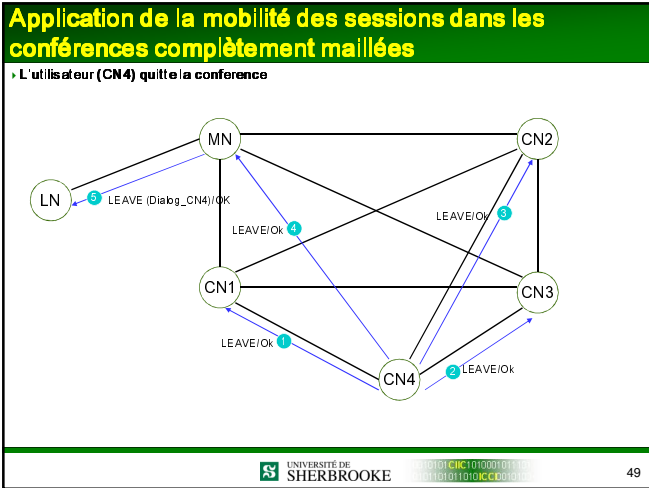 Application de la mobilité des sessions dans les
conférences complètement maillées
L'utilisateur (CN4) quitte la conference
MN
CN2
LN
5 LEAVE (Dialog_CN4)/OK
LEAVE/Ok 3
LEAVE/Ok 4
CN1
CN3
LEAVE/Ok 1
2 LEAVE/Ok
CN4
UNIVERSITÉ DE
SHERBROOKE
49